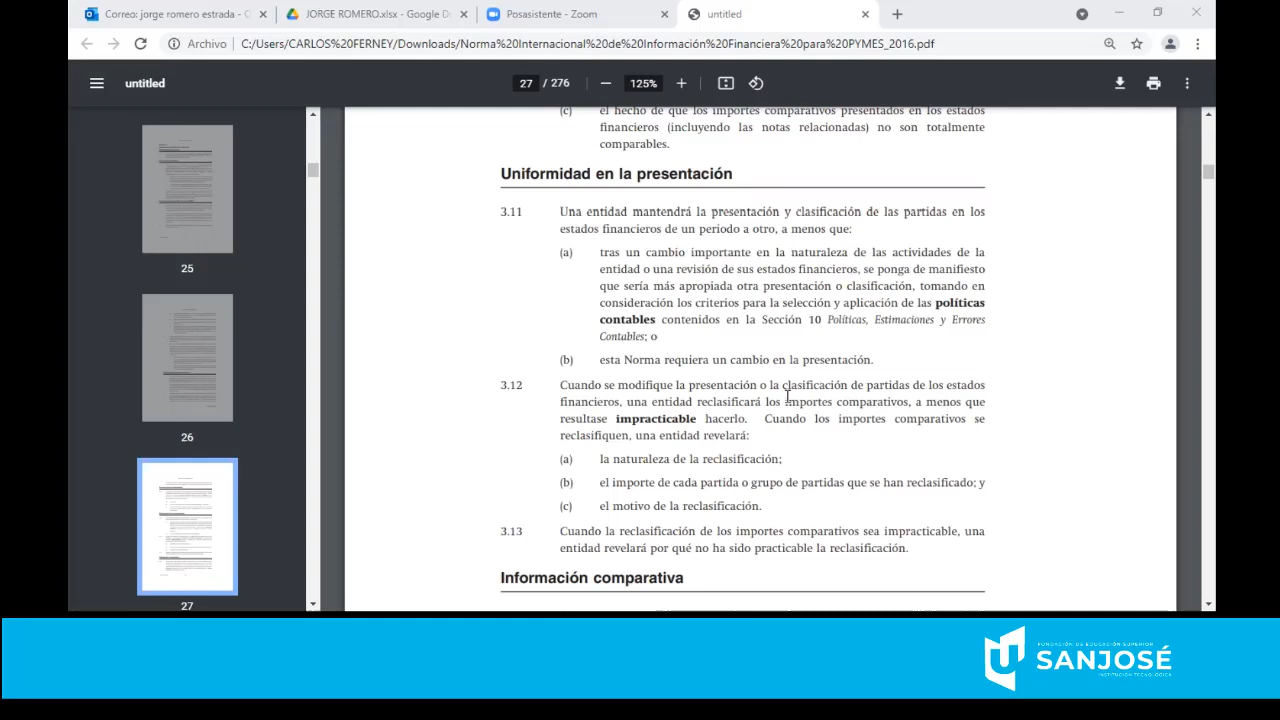 Correo: jorge romero estrada - O
JORGE ROMERO.xlsx - Google D
Posasistente - Zoom
untitled
Archivo
C:/Users/CARLOS%20FERNEY/Downloads/Norma%20Internacional%20de%20Información%20Financiera%20para%20PYMES_2016.pdf
untitled
27 / 276
125%
25
26
27
(c) el hecho de que los importes comparativos presentados en los estados
financieros (incluyendo las notas relacionadas) no son totalmente
comparables.
Uniformidad en la presentación
3.11 Una entidad mantendrá la presentación y clasificación de las partidas en los
estados financieros de un periodo a otro, a menos que:
(a) tras un cambio importante en la naturaleza de las actividades de la
entidad o una revisión de sus estados financieros, se ponga de manifiesto
que sería más apropiada otra presentación o clasificación, tomando en
consideración los criterios para la selección y aplicación de las políticas
contables contenidos en la Sección 10 Políticas, Estimaciones y Errores
Contables; o
(b) esta Norma requiera un cambio en la presentación.
3.12 Cuando se modifique la presentación o la clasificación de partidas de los estados
financieros, una entidad reclasificará los importes comparativos, a menos que
resultase impracticable hacerlo. Cuando los importes comparativos se
reclasifiquen, una entidad revelará:
(a) la naturaleza de la reclasificación;
(b) el importe de cada partida o grupo de partidas que se han reclasificado; y
(c) el motivo de la reclasificación.
3.13 Cuando la reclasificación de los importes comparativos sea impracticable, una
entidad revelará por qué no ha sido practicable la reclasificación.
Información comparativa
FUNDACIÓN DE EDUCACIÓN SUPERIOR
SANJOSÉ
INSTITUCIÓN TECNOLÓGICA